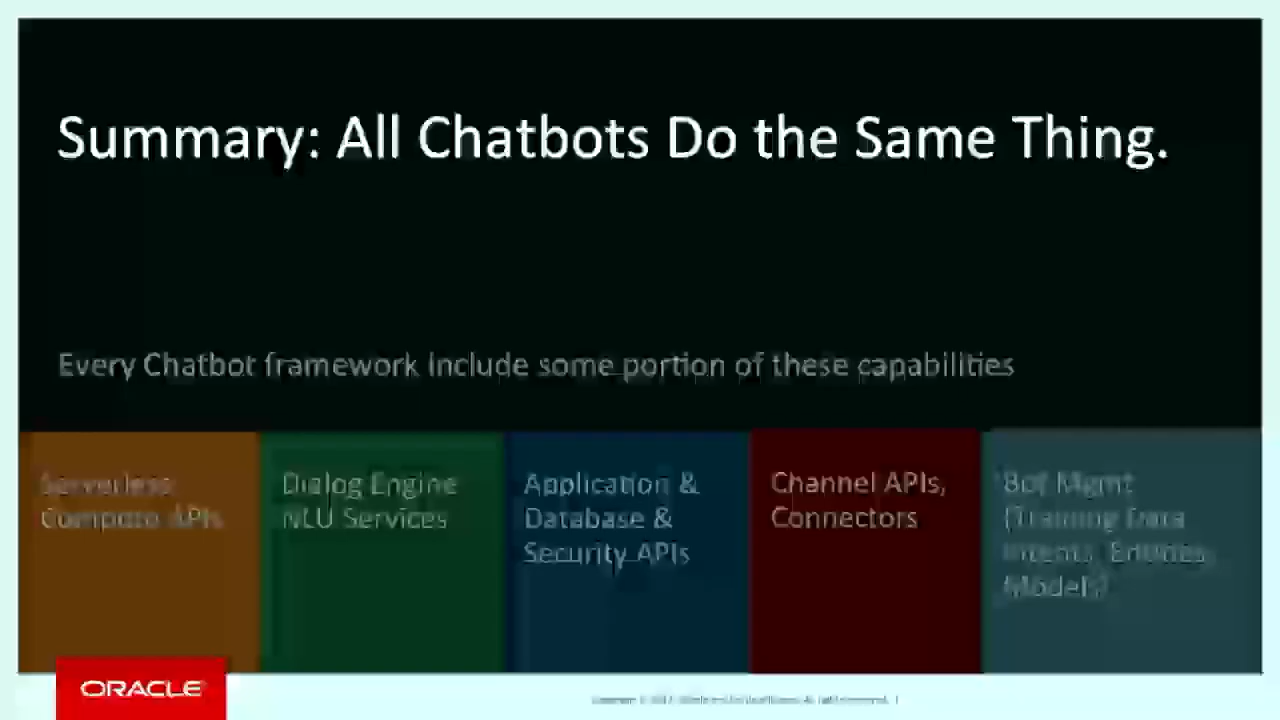 Summary: All Chatbots Do the Same Thing.
Every Chatbot framework include some portion of these capabilities
Serverless
Compute APIs
Dialog Engine
NLU Services
Application &
Database &
Security APIs
Channel APIs,
Connectors
Bot Mgmt
(Training Data
Intents, Entities,
Models)
ORACLE